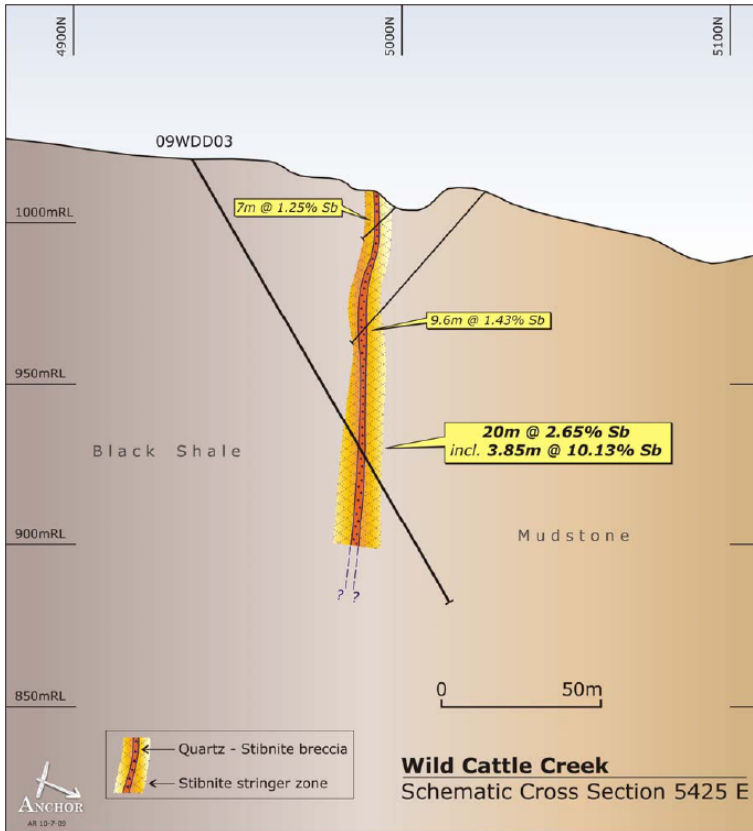 4900N
5000N
5100N
09WDD03
7m @ 1.25% Sb
1000mRL
9.6m @ 1.43% Sb
950mRL
20m @ 2.65% Sb
incl. 3.85m @ 10.13% Sb
Black Shale
900mRL
Mudstone
? ?
850mRL
0 50m
Quartz - Stibnite breccia
Stibnite stringer zone
Wild Cattle Creek
Schematic Cross Section 5425 E
ANCHOR
AR 10-7-09